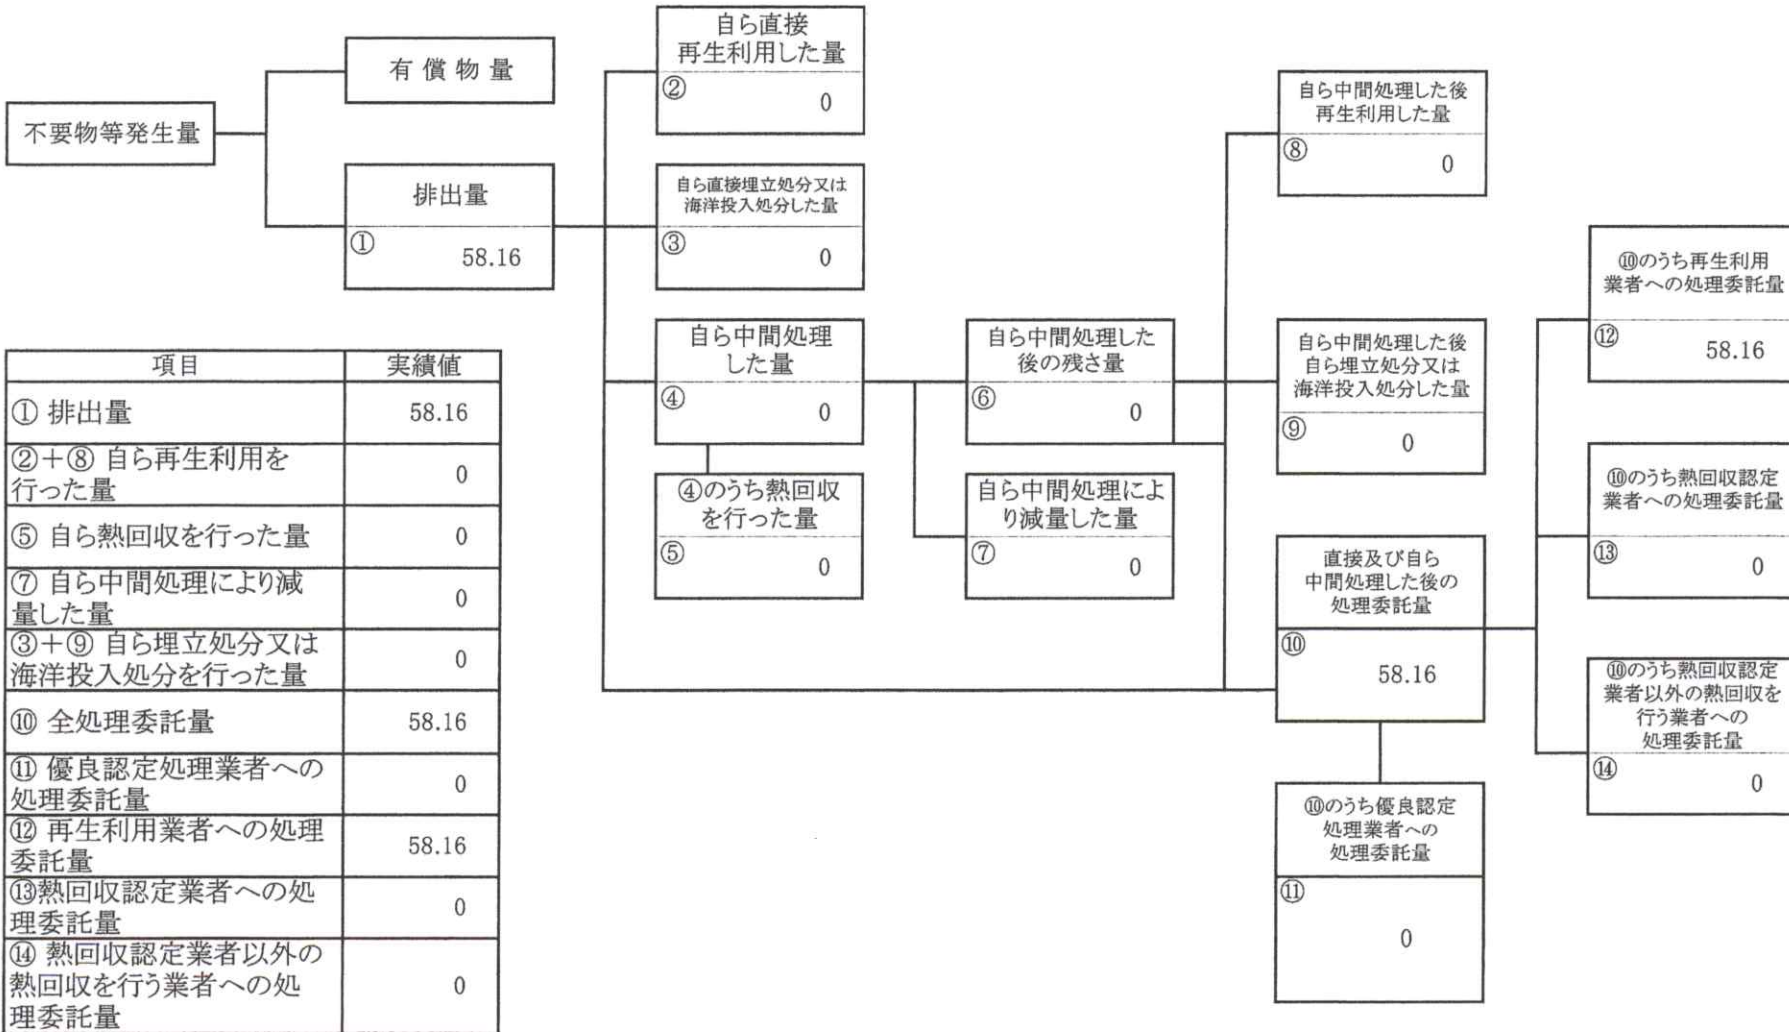 不要物等発生量
有償物量
排出量
① 58.16
自ら直接
再生利用した量
② 0
自ら直接埋立処分又は
海洋投入処分した量
③ 0
自ら中間処理
した量
④ 0
④のうち熱回収
を行った量
⑤ 0
自ら中間処理した
後の残さ量
⑥ 0
自ら中間処理によ
り減量した量
⑦ 0
自ら中間処理した後
再生利用した量
⑧ 0
自ら中間処理した後
自ら埋立処分又は
海洋投入処分した量
⑨ 0
直接及び自ら
中間処理した後の
処理委託量
⑩ 58.16
⑩のうち優良認定
処理業者への
処理委託量
⑪ 0
⑩のうち再生利用
業者への処理委託量
⑫ 58.16
⑩のうち熱回収認定
業者への処理委託量
⑬ 0
⑩のうち熱回収認定
業者以外の熱回収を
行う業者への
処理委託量
⑭ 0
項目 実績値
① 排出量 58.16
②+⑧ 自ら再生利用を
行った量 0
⑤ 自ら熱回収を行った量 0
⑦ 自ら中間処理により減
量した量 0
③+⑨ 自ら埋立処分又は
海洋投入処分を行った量 0
⑩ 全処理委託量 58.16
⑪ 優良認定処理業者への
処理委託量 0
⑫ 再生利用業者への処理
委託量 58.16
⑬熱回収認定業者への処
理委託量 0
⑭ 熱回収認定業者以外の
熱回収を行う業者への処
理委託量 0